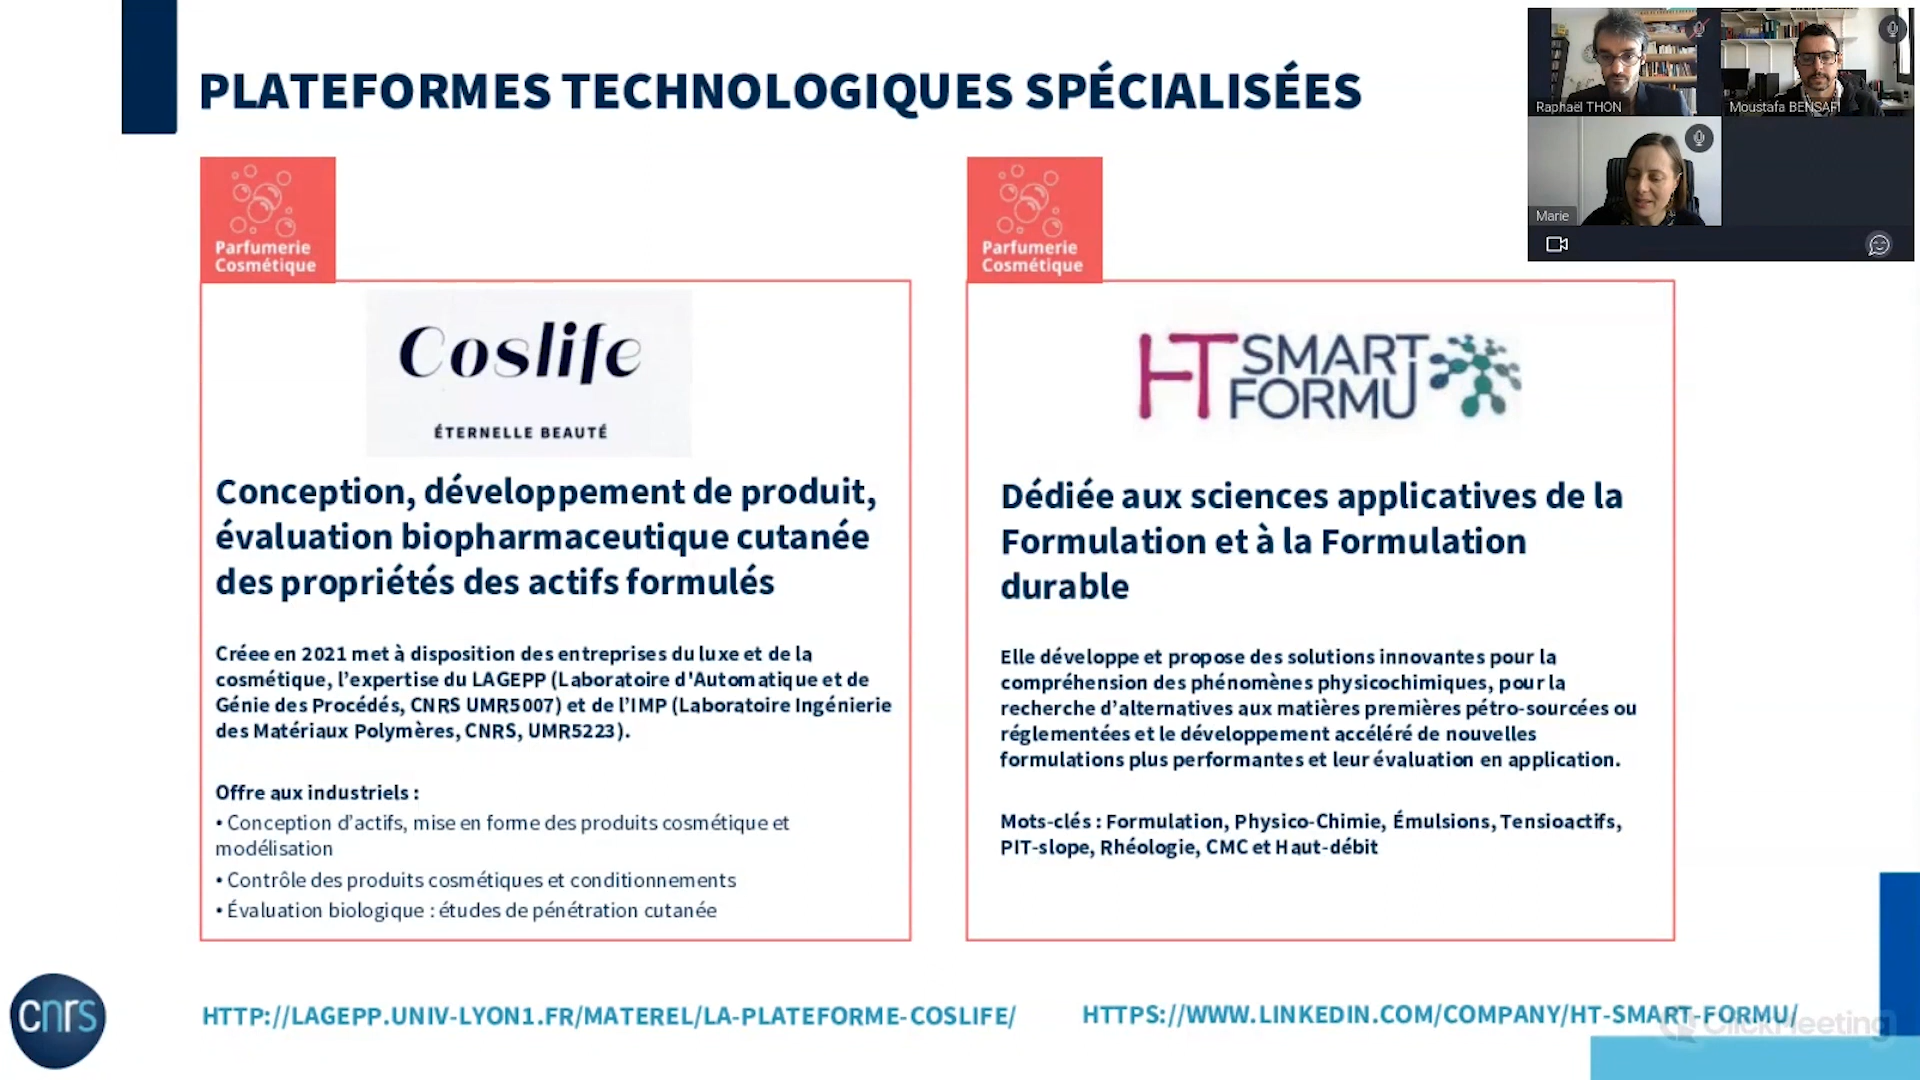 PLATEFORMES TECHNOLOGIQUES SPÉCIALISÉES
Raphaël THON
Moustafa BENSAFI
Marie
Parfumerie
Cosmétique
Coslife
ÉTERNELLE BEAUTÉ
Conception, développement de produit,
évaluation biopharmaceutique cutanée
des propriétés des actifs formulés
Créee en 2021 met à disposition des entreprises du luxe et de la
cosmétique, l’expertise du LAGEPP (Laboratoire d'Automatique et de
Génie des Procédés, CNRS UMR5007) et de l’IMP (Laboratoire Ingénierie
des Matériaux Polymères, CNRS, UMR5223).
Offre aux industriels :
• Conception d’actifs, mise en forme des produits cosmétique et
modélisation
• Contrôle des produits cosmétiques et conditionnements
• Évaluation biologique : études de pénétration cutanée
Parfumerie
Cosmétique
HT SMART
FORMU
Dédiée aux sciences applicatives de la
Formulation et à la Formulation
durable
Elle développe et propose des solutions innovantes pour la
compréhension des phénomènes physicochimiques, pour la
recherche d’alternatives aux matières premières pétro-sourcées ou
réglementées et le développement accéléré de nouvelles
formulations plus performantes et leur évaluation en application.
Mots-clés : Formulation, Physico-Chimie, Émulsions, Tensioactifs,
PIT-slope, Rhéologie, CMC et Haut-débit
cnrs
HTTP://LAGEPP.UNIV-LYON1.FR/MATEREL/LA-PLATEFORME-COSLIFE/
HTTPS://WWW.LINKEDIN.COM/COMPANY/HT-SMART-FORMU/
ClickMeeting